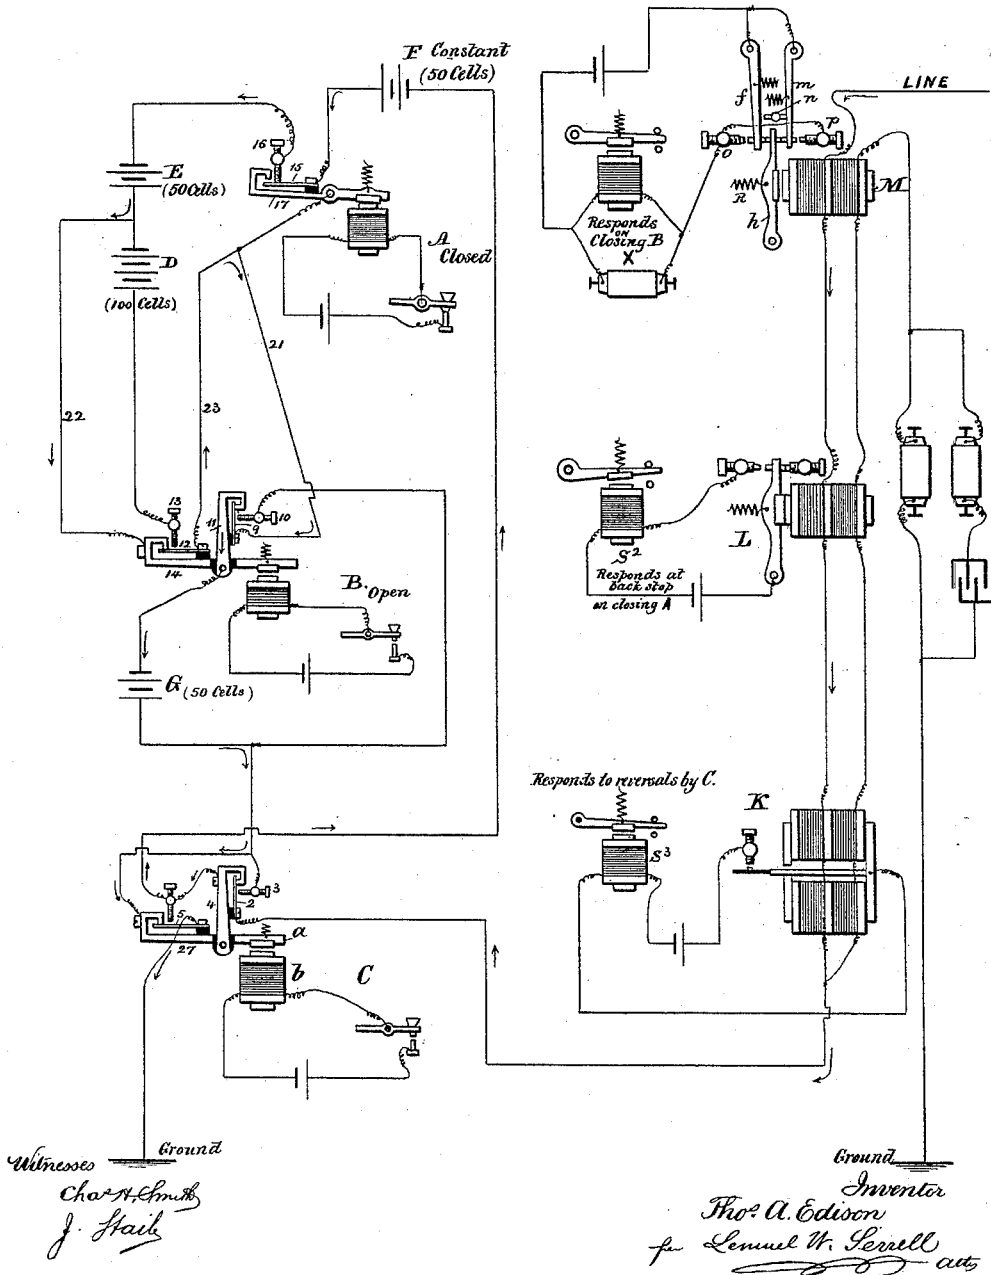 F Constant
(50 Cells)
LINE
f
m
n
p
o
16
15
17
E
(50 Cells)
M
R
h
Responds
on
Closing B
X
A
Closed
D
(100 Cells)
21
22
23
13
12
11
10
9
14
L
S²
Responds at
back stop
on closing A
B. Open
G (50 Cells)
Responds to reversals by C.
K
S³
3
2
4
5
27
a
b
C
Ground
Witnesses
Chas H. Smith
J. Staib
Ground
Inventor
Thos. A. Edison
per Lemuel W. Serrell
atty